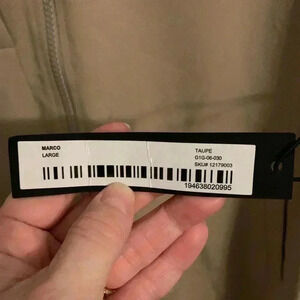 MARCO
LARGE
TAUPE
G1G-06-030
SKU# 12179003
194638020995